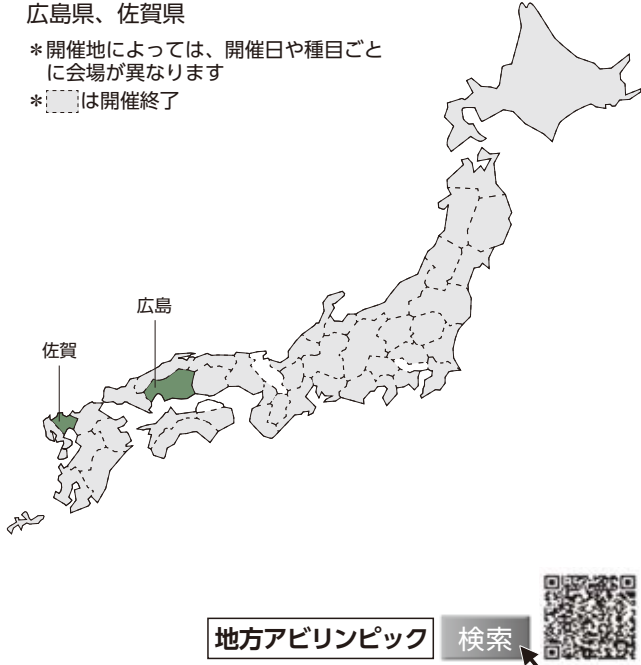 広島県、佐賀県
＊開催地によっては、開催日や種目ごと
に会場が異なります
＊　は開催終了
広島
佐賀
地方アビリンピック 検索